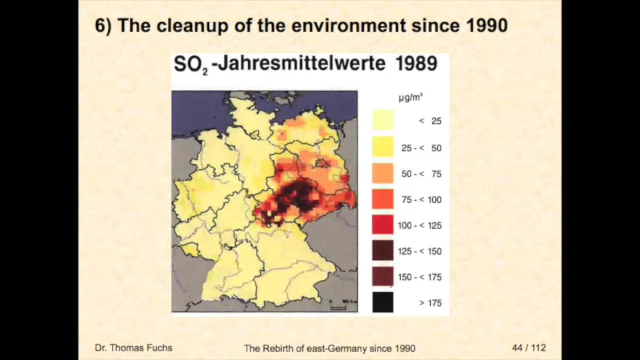 6) The cleanup of the environment since 1990
SO2-Jahresmittelwerte 1989
µg/m³
< 25
25 - < 50
50 - < 75
75 - < 100
100 - < 125
125 - < 150
150 - < 175
> 175
Dr. Thomas Fuchs
The Rebirth of east-Germany since 1990
44 / 112